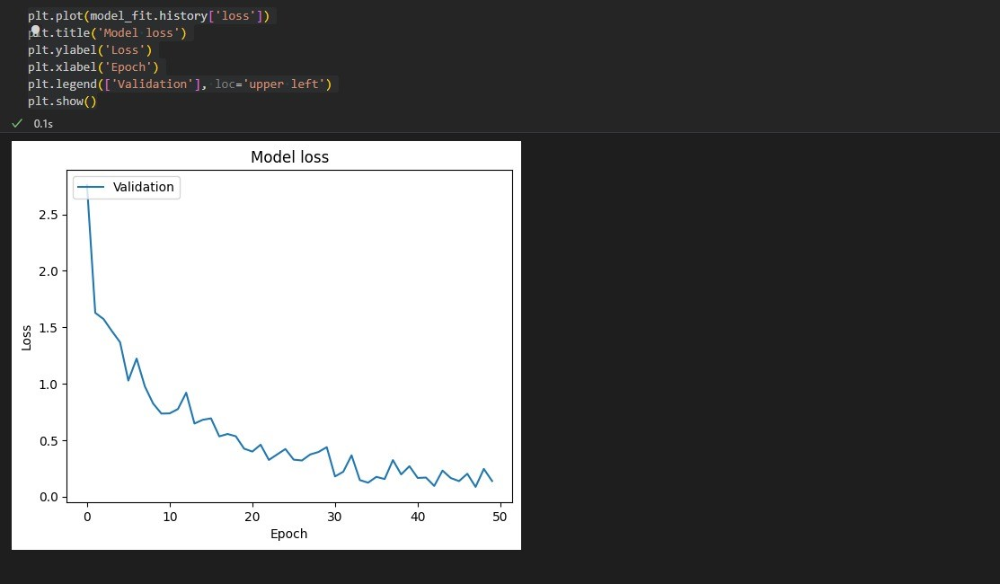 plt.plot(model_fit.history['loss'])
plt.title('Model loss')
plt.ylabel('Loss')
plt.xlabel('Epoch')
plt.legend(['Validation'], loc='upper left')
plt.show()
0.1s
Model loss
Validation
2.5
2.0
1.5
1.0
0.5
0.0
Loss
0 10 20 30 40 50
Epoch